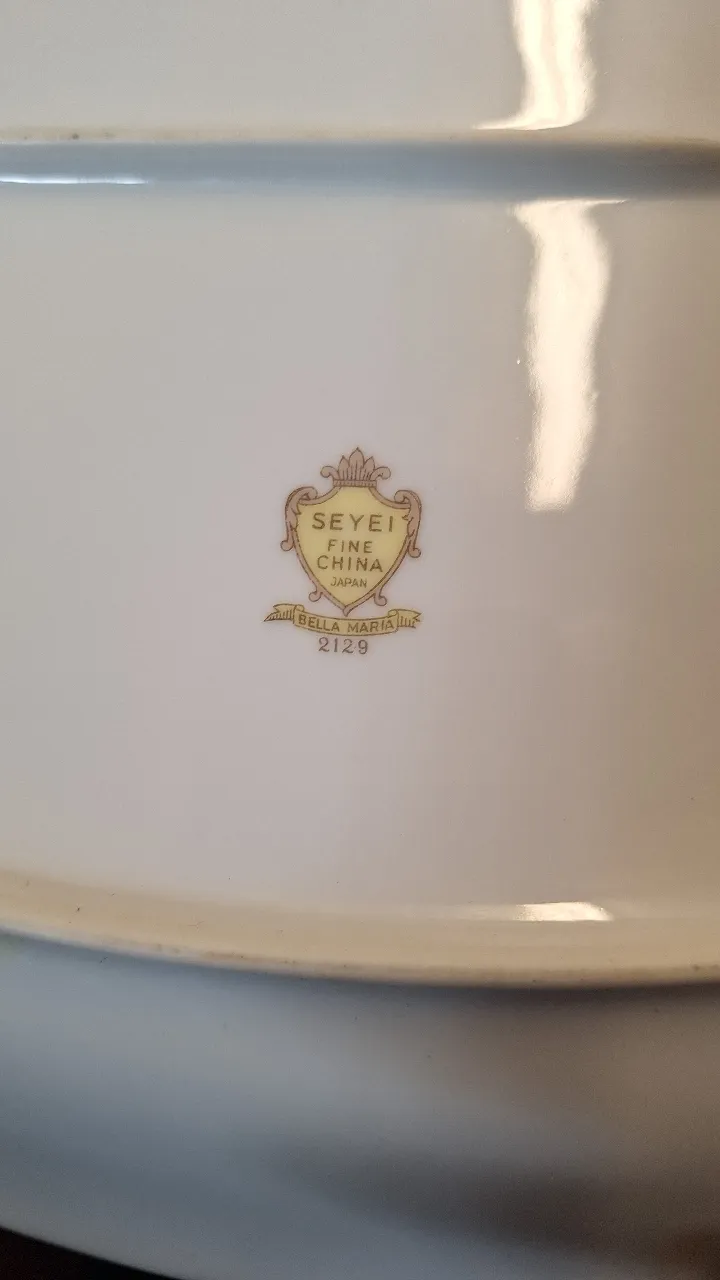 SEYEI
FINE
CHINA
JAPAN
BELLA MARIA
2129